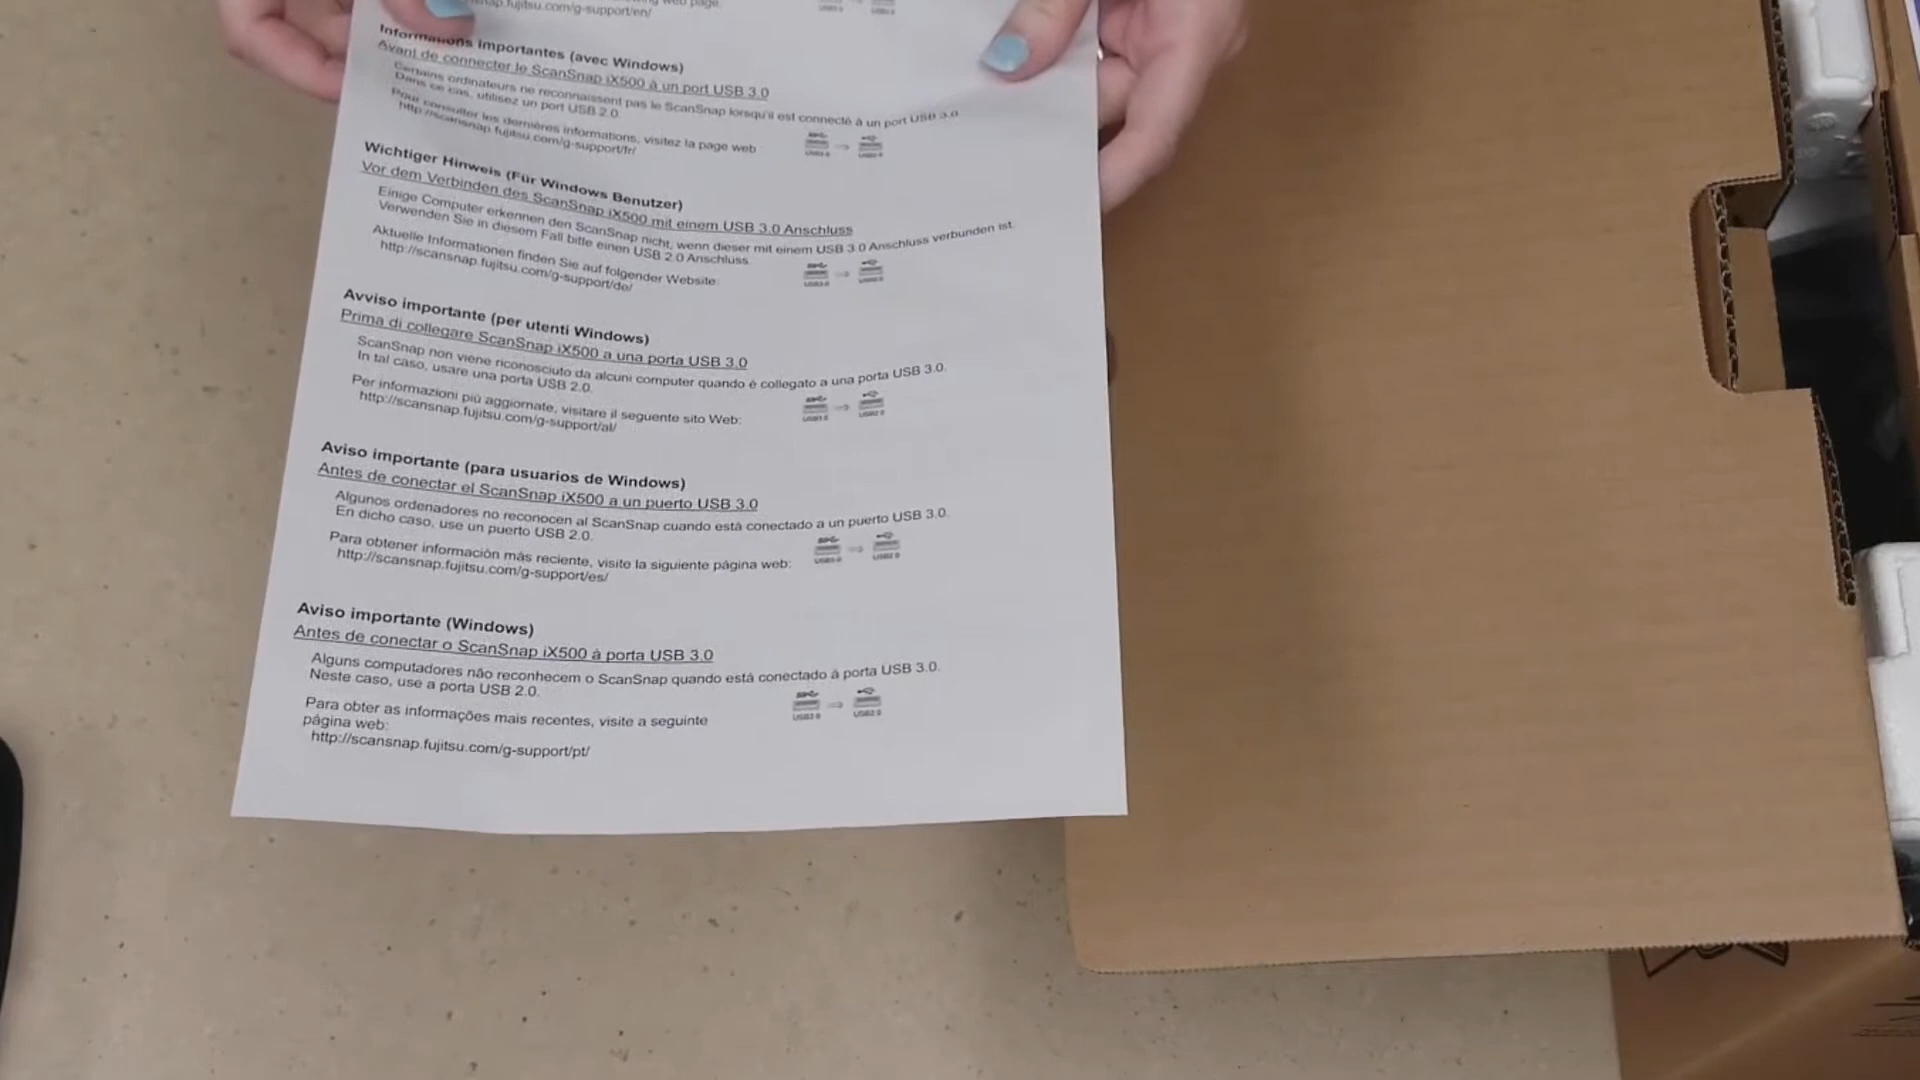 .fujitsu.com/g-support/en/
Informations importantes (avec Windows)
Avant de connecter le ScanSnap iX500 à un port USB 3.0
Certains ordinateurs ne reconnaissent pas le ScanSnap lorsqu'il est connecté à un port USB 3.0.
Dans ce cas, utilisez un port USB 2.0.
Pour consulter les dernières informations, visitez la page web
http://scansnap.fujitsu.com/g-support/fr/
Wichtiger Hinweis (Für Windows Benutzer)
Vor dem Verbinden des ScanSnap iX500 mit einem USB 3.0 Anschluss
Einige Computer erkennen den ScanSnap nicht, wenn dieser mit einem USB 3.0 Anschluss verbunden ist.
Verwenden Sie in diesem Fall bitte einen USB 2.0 Anschluss.
Aktuelle Informationen finden Sie auf folgender Website:
http://scansnap.fujitsu.com/g-support/de/
Avviso importante (per utenti Windows)
Prima di collegare ScanSnap iX500 a una porta USB 3.0
ScanSnap non viene riconosciuto da alcuni computer quando è collegato a una porta USB 3.0.
In tal caso, usare una porta USB 2.0.
Per informazioni più aggiornate, visitare il seguente sito Web:
http://scansnap.fujitsu.com/g-support/al/
Aviso importante (para usuarios de Windows)
Antes de conectar el ScanSnap iX500 a un puerto USB 3.0
Algunos ordenadores no reconocen al ScanSnap cuando está conectado a un puerto USB 3.0.
En dicho caso, use un puerto USB 2.0.
Para obtener información más reciente, visite la siguiente página web:
http://scansnap.fujitsu.com/g-support/es/
Aviso importante (Windows)
Antes de conectar o ScanSnap iX500 à porta USB 3.0
Alguns computadores não reconhecem o ScanSnap quando está conectado à porta USB 3.0.
Neste caso, use a porta USB 2.0.
Para obter as informações mais recentes, visite a seguinte
página web:
http://scansnap.fujitsu.com/g-support/pt/